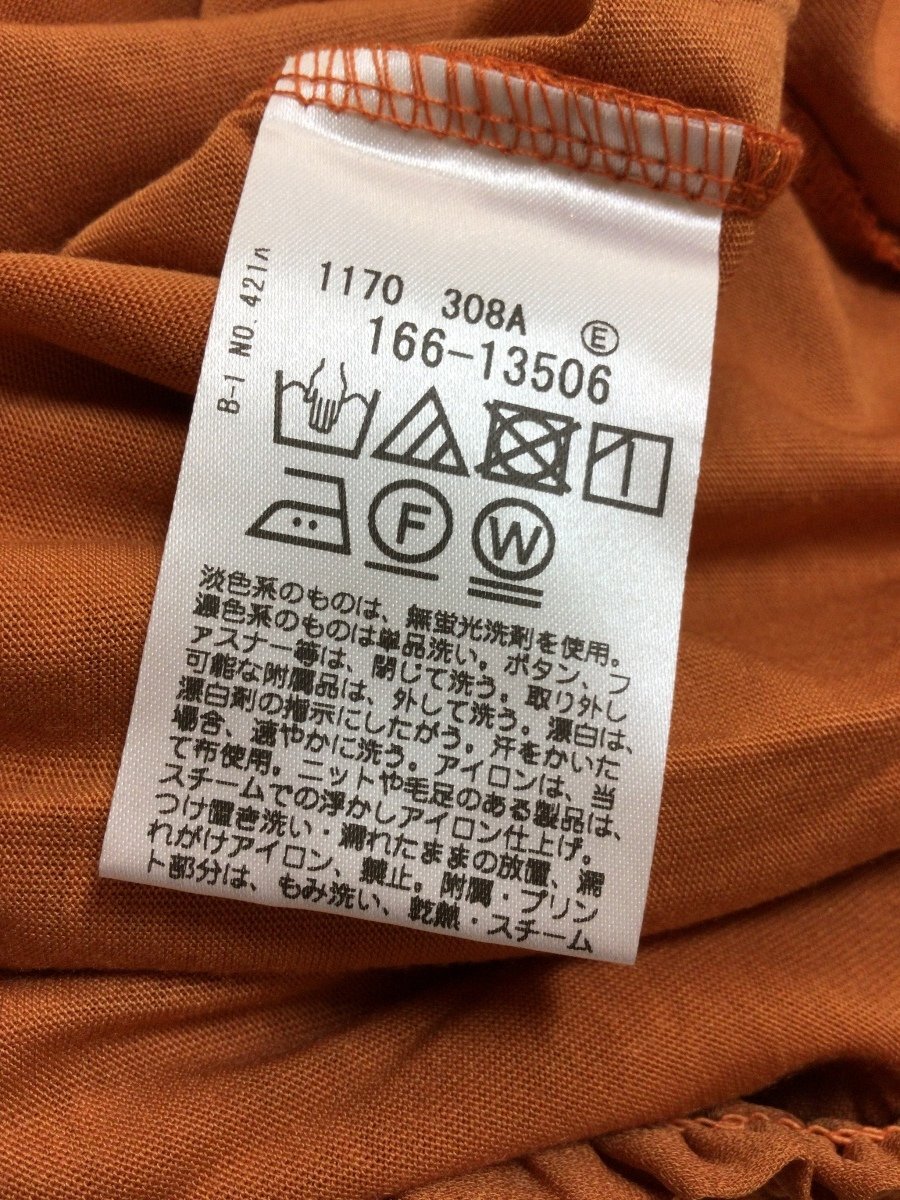 B-1 NO.421A
1170 308A
E
166-13506
F
W
淡色系のものは、無蛍光洗剤を使用。
濃色系のものは単品洗い。ボタン、フ
ァスナー等は、閉じて洗う。取り外し
可能な附属品は、外して洗う。漂白は、
漂白剤の指示にしたがう。汗をかいた
場合、速やかに洗う。アイロンは、当
て布使用。ニットや毛足のある製品は、
スチームでの浮かしアイロン仕上げ。
つけ置き洗い・濡れたままの放置、濡
れがけアイロン、禁止。附属・プリン
ト部分は、もみ洗い、乾熱・スチーム